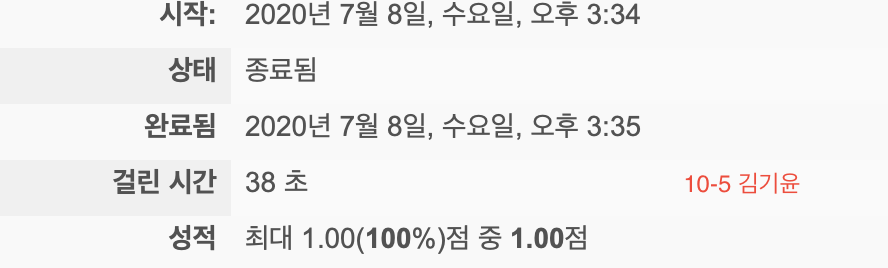 시작: 2020년 7월 8일, 수요일, 오후 3:34
상태 종료됨
완료됨 2020년 7월 8일, 수요일, 오후 3:35
걸린 시간 38 초 10-5 김기윤
성적 최대 1.00(100%)점 중 1.00점